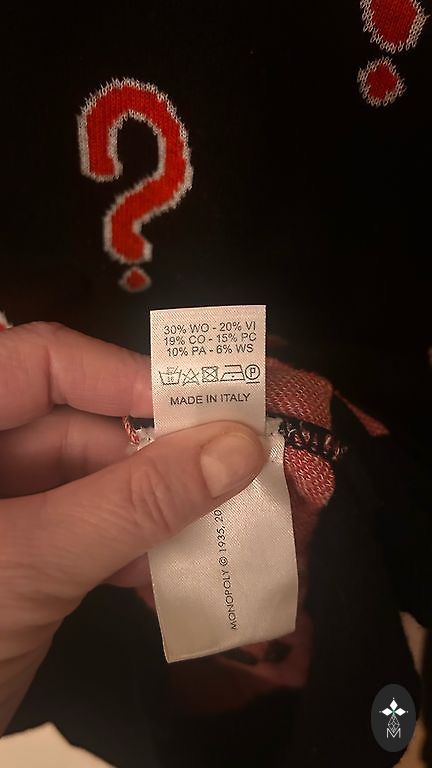 ?
30% WO - 20% VI
19% CO - 15% PC
10% PA - 6% WS
P
MADE IN ITALY
MONOPOLY © 1935, 20
M